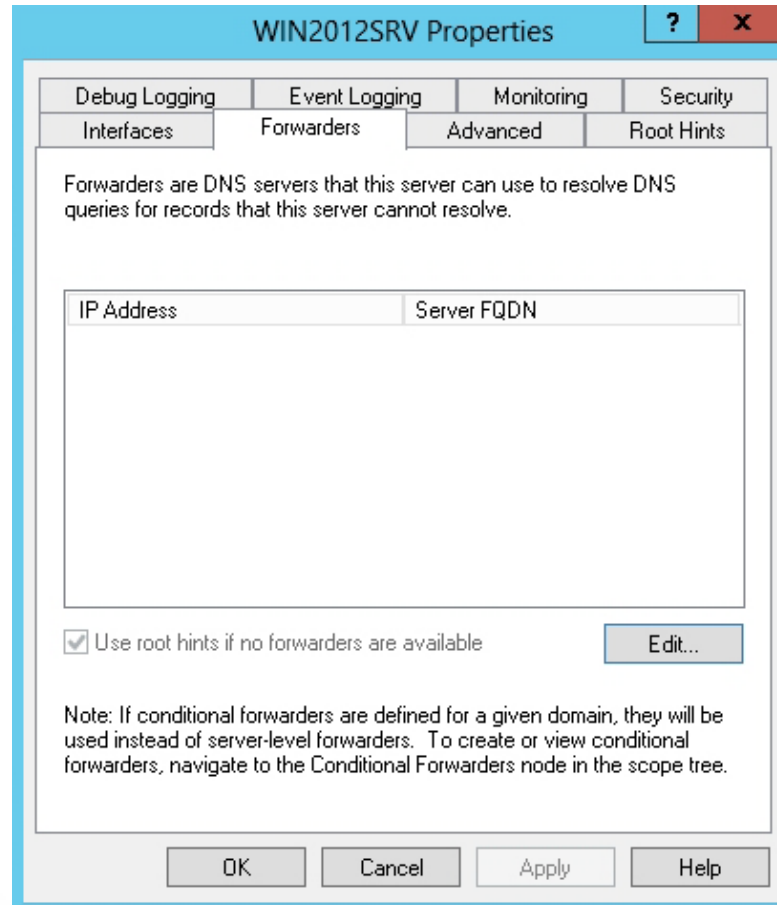 WIN2012SRV Properties
? x
Debug Logging Event Logging Monitoring Security
Interfaces Forwarders Advanced Root Hints
Forwarders are DNS servers that this server can use to resolve DNS
queries for records that this server cannot resolve.
IP Address Server FQDN
Use root hints if no forwarders are available Edit...
Note: If conditional forwarders are defined for a given domain, they will be
used instead of server-level forwarders. To create or view conditional
forwarders, navigate to the Conditional Forwarders node in the scope tree.
OK Cancel Apply Help